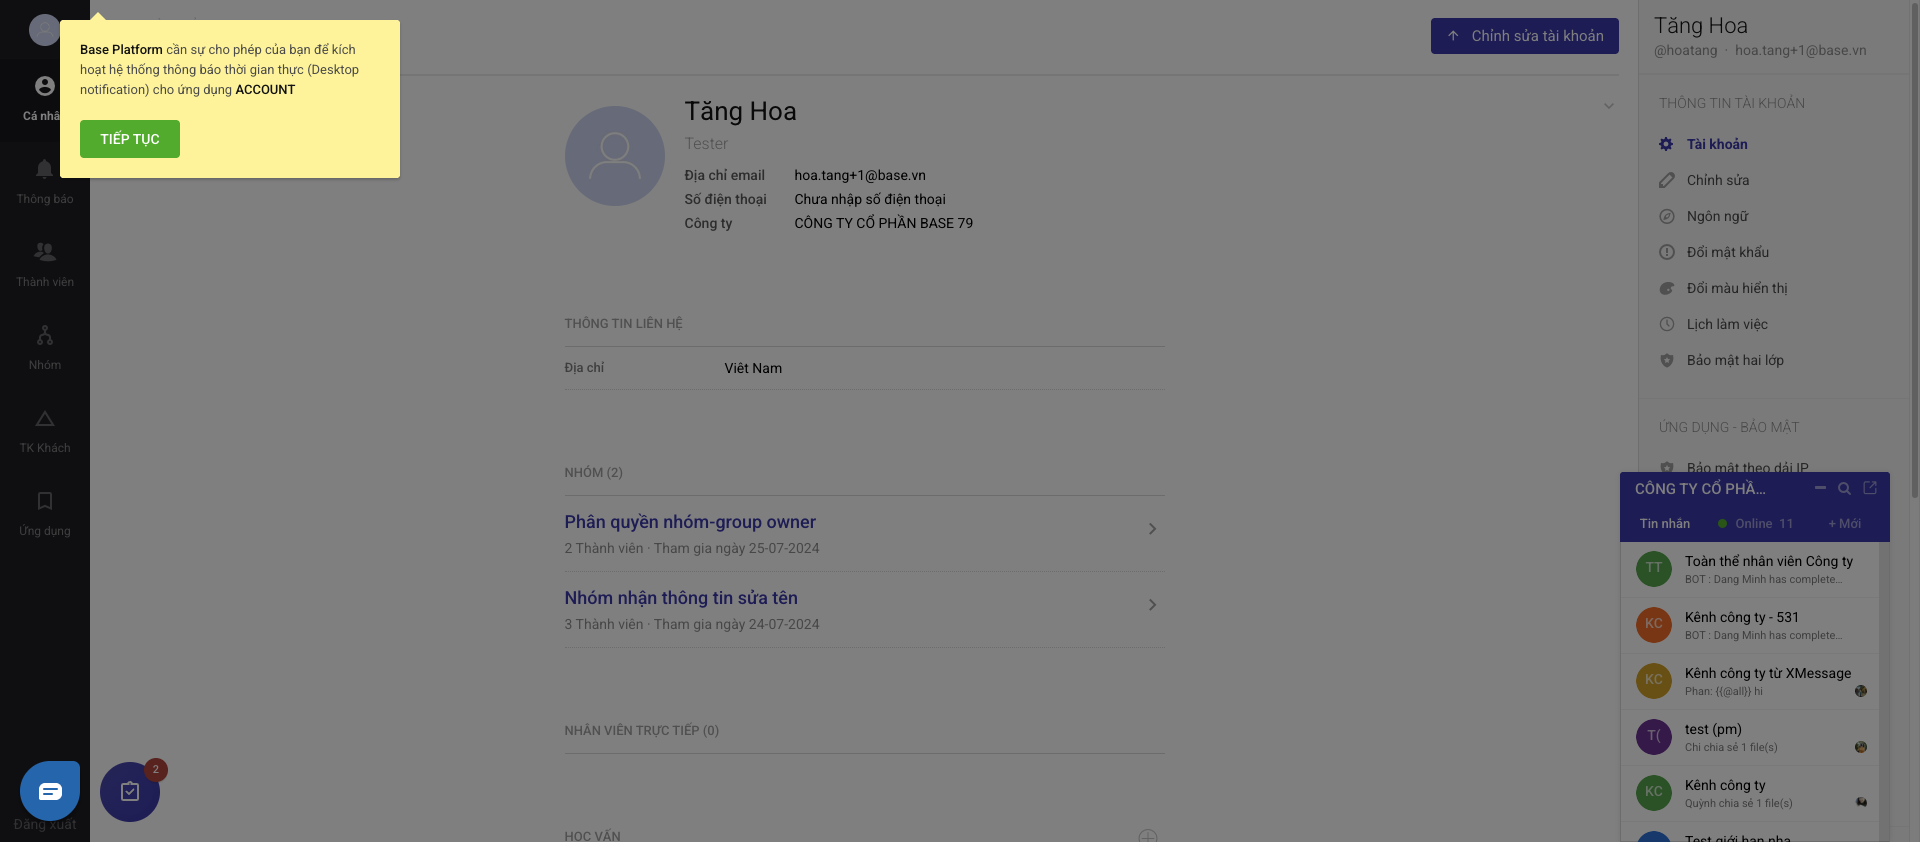 Base Platform cần sự cho phép của bạn để kích
hoạt hệ thống thông báo thời gian thực (Desktop
notification) cho ứng dụng ACCOUNT
TIẾP TỤC
Thông báo
Thành viên
Nhóm
TK Khách
Ứng dụng
Đăng xuất
2
Chỉnh sửa tài khoản
Tăng Hoa
Tester
Địa chỉ email hoa.tang+1@base.vn
Số điện thoại Chưa nhập số điện thoại
Công ty CÔNG TY CỔ PHẦN BASE 79
THÔNG TIN LIÊN HỆ
Địa chỉ Viêt Nam
NHÓM (2)
Phân quyền nhóm-group owner
2 Thành viên · Tham gia ngày 25-07-2024
Nhóm nhận thông tin sửa tên
3 Thành viên · Tham gia ngày 24-07-2024
NHÂN VIÊN TRỰC TIẾP (0)
HỌC VẤN
Tăng Hoa
@hoatang · hoa.tang+1@base.vn
THÔNG TIN TÀI KHOẢN
Tài khoản
Chỉnh sửa
Ngôn ngữ
Đổi mật khẩu
Đổi màu hiển thị
Lịch làm việc
Bảo mật hai lớp
ỨNG DỤNG - BẢO MẬT
Bảo mật theo dải IP
CÔNG TY CỔ PHẦ...
Tin nhắn Online 11 + Mới
TT Toàn thể nhân viên Công ty
BOT : Dang Minh has complete...
KC Kênh công ty - 531
BOT : Dang Minh has complete...
KC Kênh công ty từ XMessage
Phan: {{@all}} hi
T( test (pm)
Chi chia sẻ 1 file(s)
KC Kênh công ty
Quỳnh chia sẻ 1 file(s)